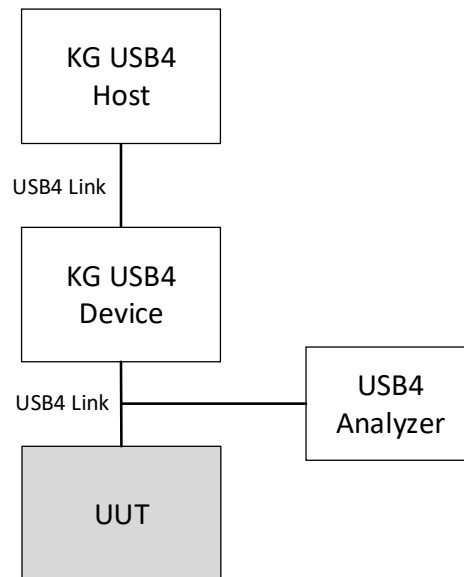 KG USB4
Host
USB4 Link
KG USB4
Device
USB4 Link
USB4
Analyzer
UUT